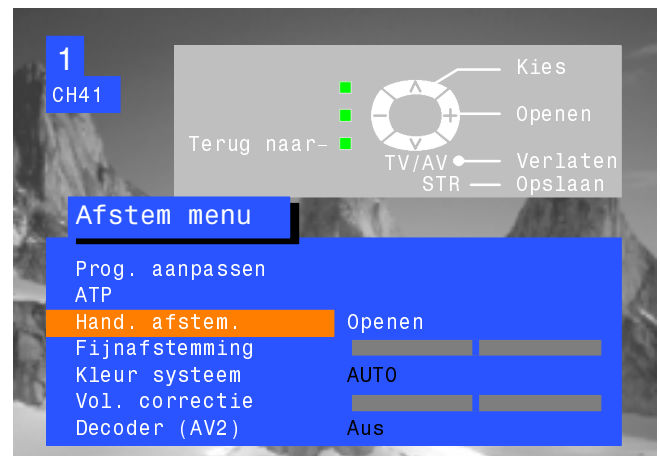 1
CH41
Kies
Openen
Terug naar-
TV/AV Verlaten
STR Opslaan
Afstem menu
Prog. aanpassen
ATP
Hand. afstem. Openen
Fijnafstemming
Kleur systeem AUTO
Vol. correctie
Decoder (AV2) Aus